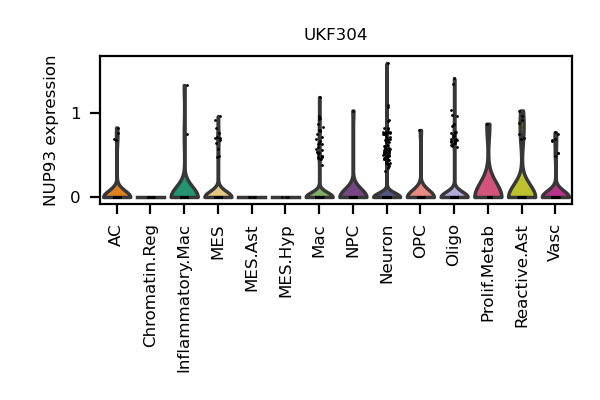 UKF304
NUP93 expression
1
0
AC
Chromatin.Reg
Inflammatory.Mac
MES
MES.Ast
MES.Hyp
Mac
NPC
Neuron
OPC
Oligo
Prolif.Metab
Reactive.Ast
Vasc